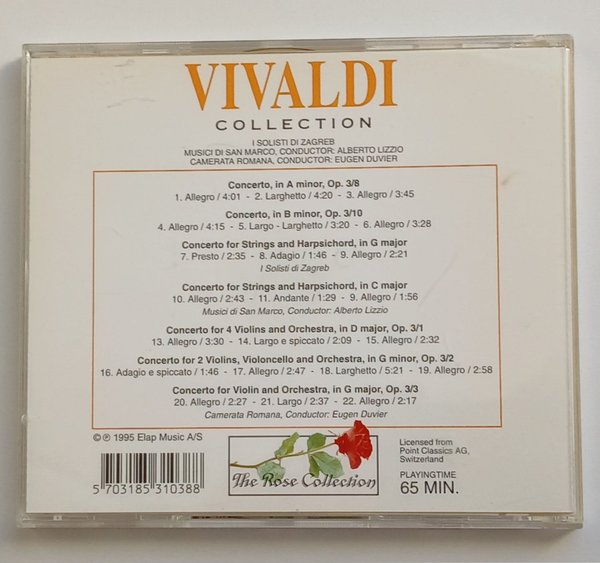 VIVALDI
COLLECTION
I SOLISTI DI ZAGREB
MUSICI DI SAN MARCO, CONDUCTOR: ALBERTO LIZZIO
CAMERATA ROMANA, CONDUCTOR: EUGEN DUVIER
Concerto, in A minor, Op. 3/8
1. Allegro / 4:01 - 2. Larghetto / 4:20 - 3. Allegro / 3:45
Concerto, in B minor, Op. 3/10
4. Allegro / 4:15 - 5. Largo - Larghetto / 3:20 - 6. Allegro / 3:28
Concerto for Strings and Harpsichord, in G major
7. Presto / 2:35 - 8. Adagio / 1:46 - 9. Allegro / 2:21
I Solisti di Zagreb
Concerto for Strings and Harpsichord, in C major
10. Allegro / 2:43 - 11. Andante / 1:29 - 9. Allegro / 1:56
Musici di San Marco, Conductor: Alberto Lizzio
Concerto for 4 Violins and Orchestra, in D major, Op. 3/1
13. Allegro / 3:30 - 14. Largo e spiccato / 2:09 - 15. Allegro / 2:32
Concerto for 2 Violins, Violoncello and Orchestra, in G minor, Op. 3/2
16. Adagio e spiccato / 1:46 - 17. Allegro / 2:47 - 18. Larghetto / 5:21 - 19. Allegro / 2:58
Concerto for Violin and Orchestra, in G major, Op. 3/3
20. Allegro / 2:27 - 21. Largo / 2:37 - 22. Allegro / 2:17
Camerata Romana, Conductor: Eugen Duvier
© ℗ 1995 Elap Music A/S
5 703185 310388
The Rose Collection
Licensed from
Point Classics AG,
Switzerland
PLAYINGTIME
65 MIN.